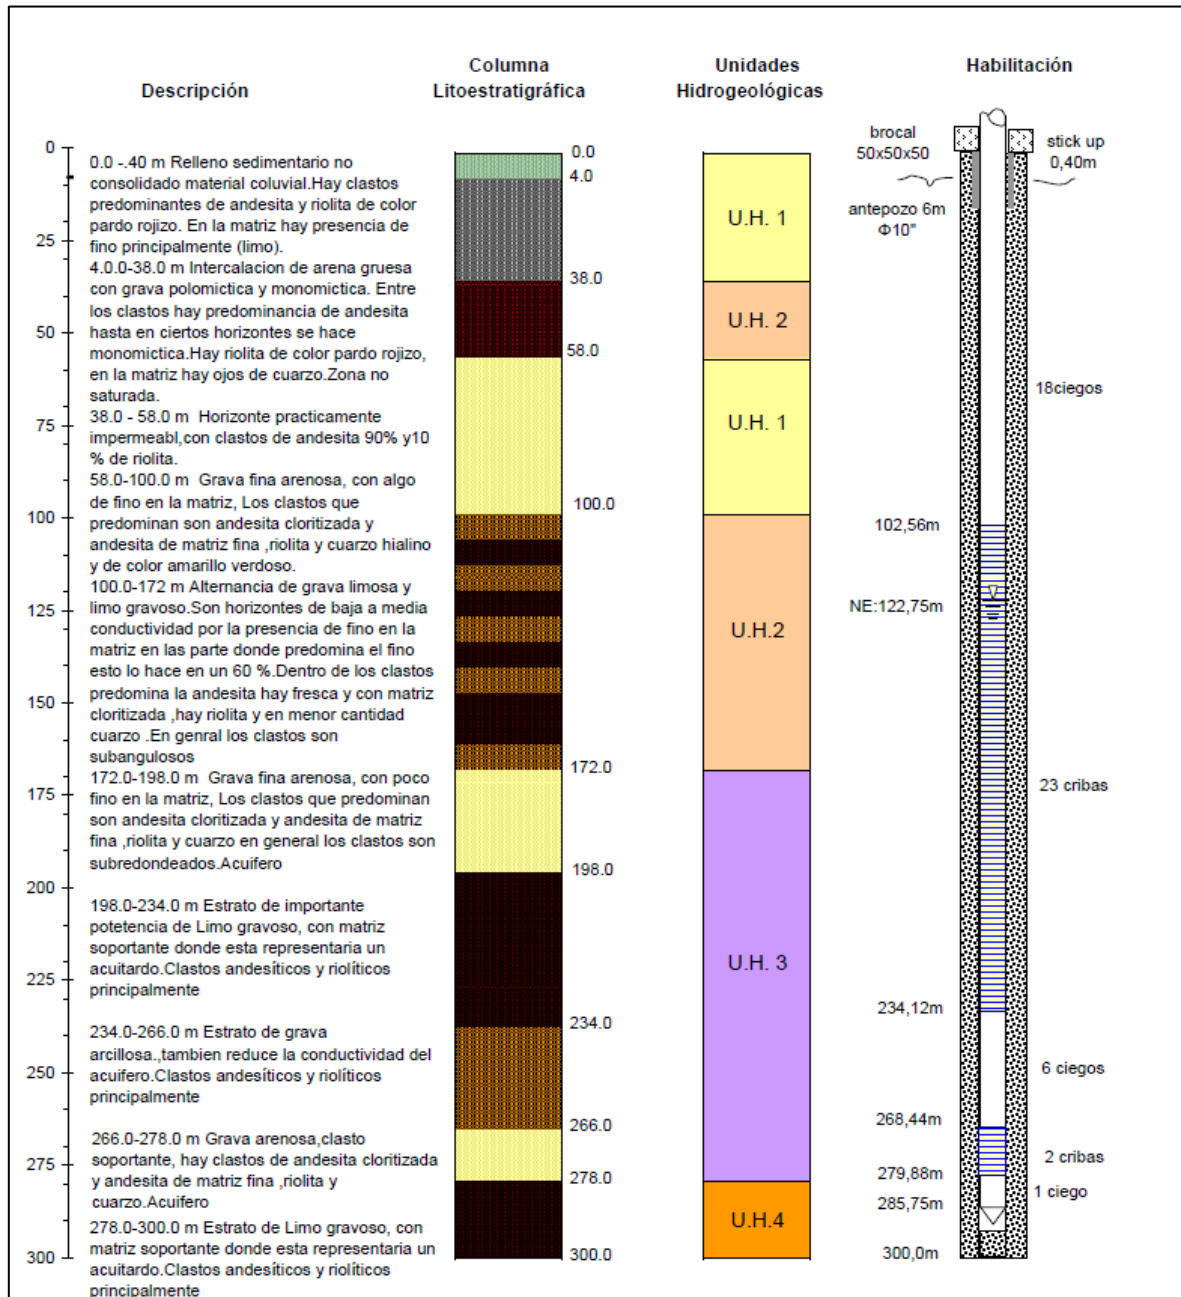 Descripción
Columna
Litoestratigráfica
Unidades
Hidrogeológicas
Habilitación
0
25
50
75
100
125
150
175
200
225
250
275
300
0.0 -.40 m Relleno sedimentario no
consolidado material coluvial.Hay clastos
predominantes de andesita y riolita de color
pardo rojizo. En la matriz hay presencia de
fino principalmente (limo).
4.0.0-38.0 m Intercalacion de arena gruesa
con grava polomictica y monomictica. Entre
los clastos hay predominancia de andesita
hasta en ciertos horizontes se hace
monomictica.Hay riolita de color pardo rojizo,
en la matriz hay ojos de cuarzo.Zona no
saturada.
38.0 - 58.0 m Horizonte practicamente
impermeabl,con clastos de andesita 90% y10
% de riolita.
58.0-100.0 m Grava fina arenosa, con algo
de fino en la matriz, Los clastos que
predominan son andesita cloritizada y
andesita de matriz fina ,riolita y cuarzo hialino
y de color amarillo verdoso.
100.0-172 m Alternancia de grava limosa y
limo gravoso.Son horizontes de baja a media
conductividad por la presencia de fino en la
matriz en las parte donde predomina el fino
esto lo hace en un 60 %.Dentro de los clastos
predomina la andesita hay fresca y con matriz
cloritizada ,hay riolita y en menor cantidad
cuarzo .En genral los clastos son
subangulosos
172.0-198.0 m Grava fina arenosa, con poco
fino en la matriz, Los clastos que predominan
son andesita cloritizada y andesita de matriz
fina ,riolita y cuarzo en general los clastos son
subredondeados.Acuifero
198.0-234.0 m Estrato de importante
potetencia de Limo gravoso, con matriz
soportante donde esta representaria un
acuitardo.Clastos andesíticos y riolíticos
principalmente
234.0-266.0 m Estrato de grava
arcillosa.,tambien reduce la conductividad del
acuifero.Clastos andesíticos y riolíticos
principalmente
266.0-278.0 m Grava arenosa,clasto
soportante, hay clastos de andesita cloritizada
y andesita de matriz fina ,riolita y
cuarzo.Acuifero
278.0-300.0 m Estrato de Limo gravoso, con
matriz soportante donde esta representaria un
acuitardo.Clastos andesíticos y riolíticos
principalmente
0.0
4.0
38.0
58.0
100.0
172.0
198.0
234.0
266.0
278.0
300.0
U.H. 1
U.H. 2
U.H. 1
U.H.2
U.H. 3
U.H.4
brocal
50x50x50
stick up
0,40m
antepozo 6m
Φ10"
18ciegos
102,56m
NE:122,75m
23 cribas
234,12m
6 ciegos
268,44m
2 cribas
279,88m
1 ciego
285,75m
300,0m